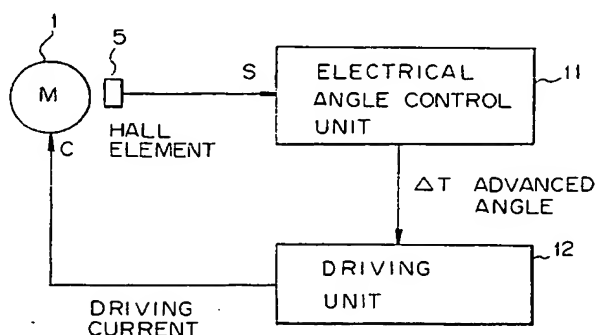 1
5
M
S
ELECTRICAL
ANGLE CONTROL
UNIT
11
HALL
ELEMENT
C
ΔT ADVANCED
ANGLE
DRIVING
UNIT
12
DRIVING
CURRENT